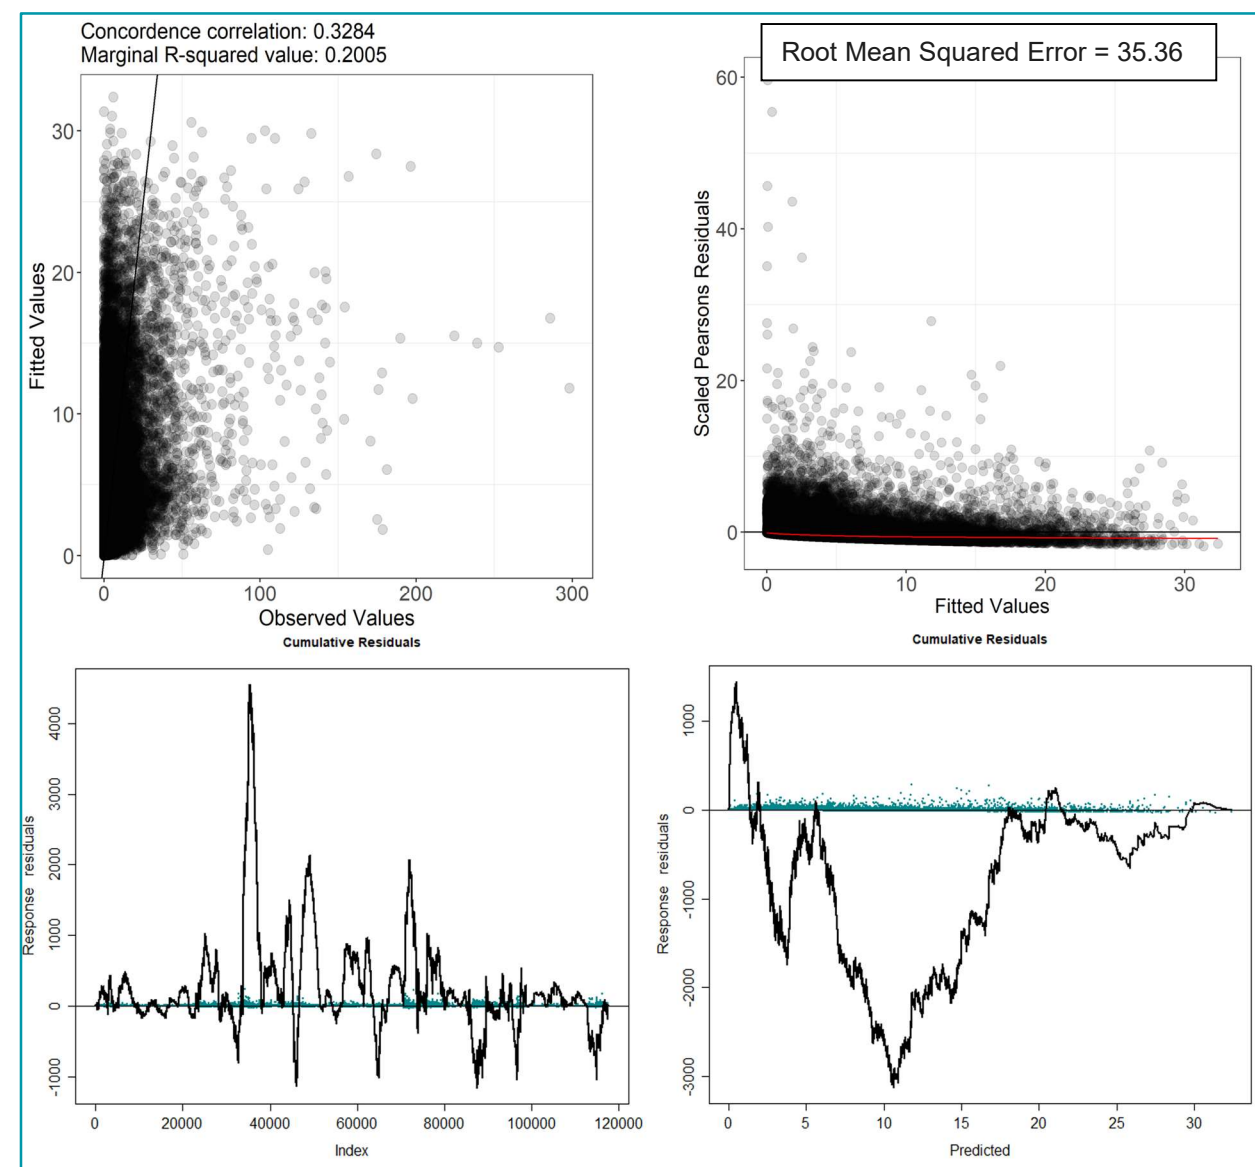 Concordence correlation: 0.3284
Marginal R-squared value: 0.2005
30
20
10
0
Fitted Values
0 100 200 300
Observed Values
Root Mean Squared Error = 35.36
60
40
20
0
Scaled Pearsons Residuals
0 10 20 30
Fitted Values
Cumulative Residuals
4000
3000
2000
1000
0
-1000
Response residuals
0 20000 40000 60000 80000 100000 120000
Index
Cumulative Residuals
1000
0
-1000
-2000
-3000
Response residuals
0 5 10 15 20 25 30
Predicted